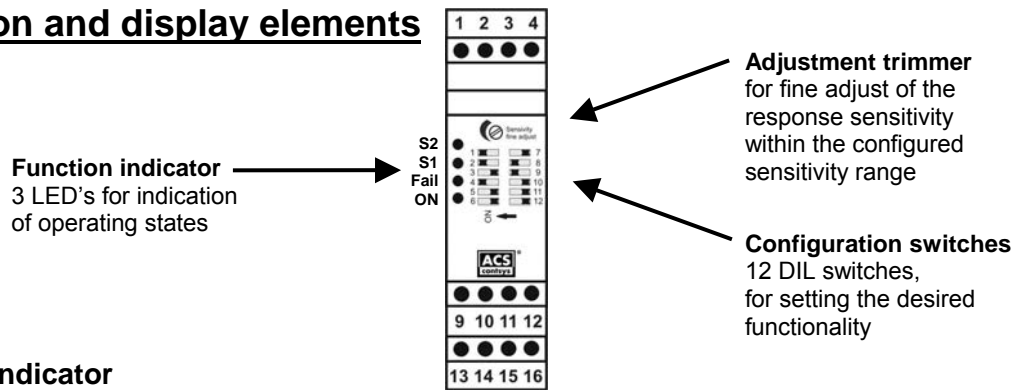 on and display elements
1 2 3 4
Adjustment trimmer
for fine adjust of the
response sensitivity
within the configured
sensitivity range
Sensivity
fine adjust
S2
S1
Fail
ON
1 7
2 8
3 9
4 10
5 11
6 12
ON
Function indicator
3 LED's for indication
of operating states
Configuration switches
12 DIL switches,
for setting the desired
functionality
ACS
contsys
9 10 11 12
13 14 15 16
ndicator